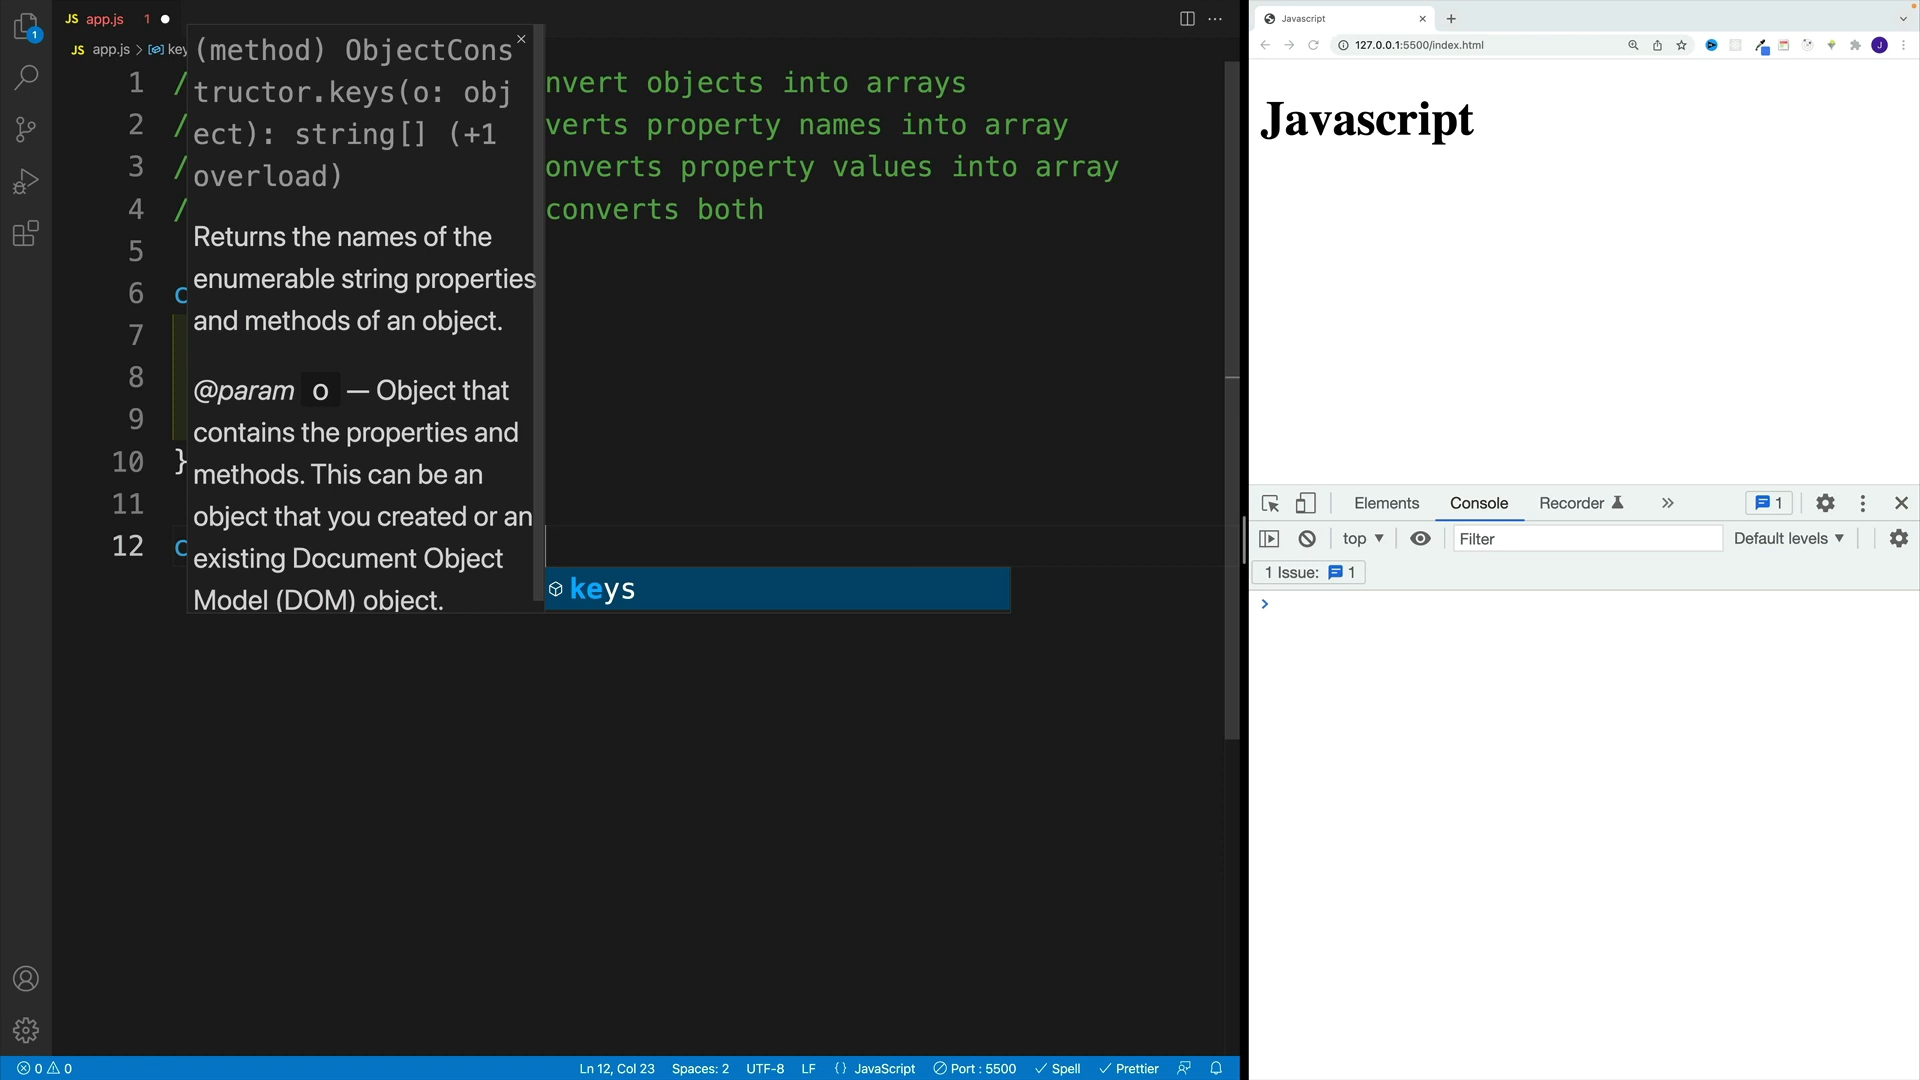 JS app.js 1
JS app.js > key
1 /
2 /
3 /
4 /
5
6 c
7
8
9
10 }
11
12 c
nvert objects into arrays
verts property names into array
onverts property values into array
converts both
(method) ObjectCons
tructor.keys(o: obj
ect): string[] (+1
overload)
Returns the names of the
enumerable string properties
and methods of an object.
@param o — Object that
contains the properties and
methods. This can be an
object that you created or an
existing Document Object
Model (DOM) object.
keys
1
0 0
Ln 12, Col 23 Spaces: 2 UTF-8 LF {} JavaScript Port : 5500 Spell Prettier
Javascript
127.0.0.1:5500/index.html
J
Javascript
Elements Console Recorder 1
top Filter Default levels
1 Issue: 1